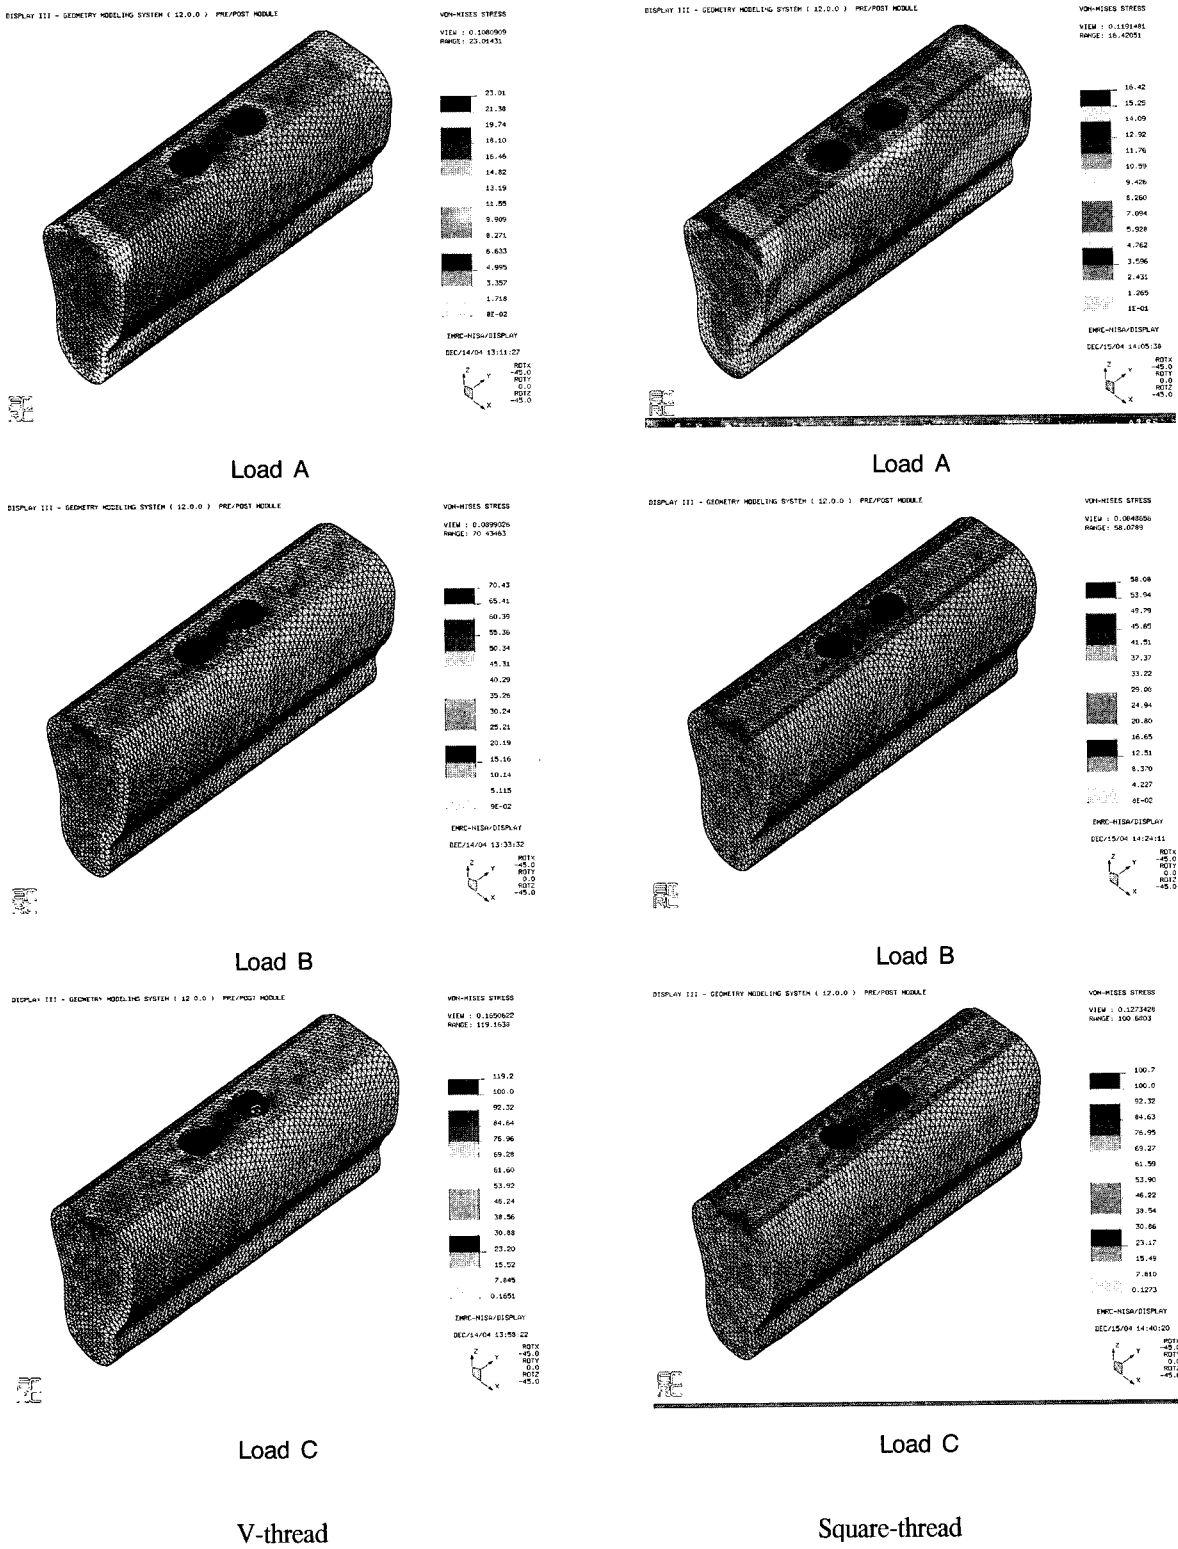 DISPLAY III - GEOMETRY MODELING SYSTEM ( 12.0.0 ) PRE/POST MODULE
VON-MISES STRESS
VIEW : 0.1080909
RANGE: 23.01431
23.01
21.38
19.74
18.10
16.46
14.82
13.19
11.55
9.909
8.271
6.633
4.995
3.357
1.718
8E-02
EMRC-NISA/DISPLAY
DEC/14/04 13:11:27
Z
Y
X
ROTX
-45.0
ROTY
0.0
ROTZ
-45.0
Load A
DISPLAY III - GEOMETRY MODELING SYSTEM ( 12.0.0 ) PRE/POST MODULE
VON-MISES STRESS
VIEW : 0.1191481
RANGE: 16.42051
16.42
15.25
14.09
12.92
11.76
10.59
9.426
8.260
7.094
5.928
4.762
3.596
2.431
1.265
1E-01
EMRC-NISA/DISPLAY
DEC/15/04 14:05:38
Z
Y
X
ROTX
-45.0
ROTY
0.0
ROTZ
-45.0
Load A
DISPLAY III - GEOMETRY MODELING SYSTEM ( 12.0.0 ) PRE/POST MODULE
VON-MISES STRESS
VIEW : 0.0899026
RANGE: 70.43463
70.43
65.41
60.39
55.36
50.34
45.31
40.29
35.26
30.24
25.21
20.19
15.16
10.14
5.115
9E-02
EMRC-NISA/DISPLAY
DEC/14/04 13:33:32
Z
Y
X
ROTX
-45.0
ROTY
0.0
ROTZ
-45.0
Load B
DISPLAY III - GEOMETRY MODELING SYSTEM ( 12.0.0 ) PRE/POST MODULE
VON-MISES STRESS
VIEW : 0.0848656
RANGE: 58.0789
58.08
53.94
49.79
45.65
41.51
37.37
33.22
29.08
24.94
20.80
16.65
12.51
8.370
4.227
8E-02
EMRC-NISA/DISPLAY
DEC/15/04 14:24:11
Z
Y
X
ROTX
-45.0
ROTY
0.0
ROTZ
-45.0
Load B
DISPLAY III - GEOMETRY MODELING SYSTEM ( 12.0.0 ) PRE/POST MODULE
VON-MISES STRESS
VIEW : 0.1650622
RANGE: 119.1638
119.2
100.0
92.32
84.64
76.96
69.28
61.60
53.92
46.24
38.56
30.88
23.20
15.52
7.845
0.1651
EMRC-NISA/DISPLAY
DEC/14/04 13:58:22
Z
Y
X
ROTX
-45.0
ROTY
0.0
ROTZ
-45.0
Load C
DISPLAY III - GEOMETRY MODELING SYSTEM ( 12.0.0 ) PRE/POST MODULE
VON-MISES STRESS
VIEW : 0.1273428
RANGE: 100.6803
100.7
100.0
92.32
84.63
76.95
69.27
61.59
53.90
46.22
38.54
30.86
23.17
15.49
7.810
0.1273
EMRC-NISA/DISPLAY
DEC/15/04 14:40:20
Z
Y
X
ROTX
-45.0
ROTY
0.0
ROTZ
-45.0
Load C
V-thread
Square-thread